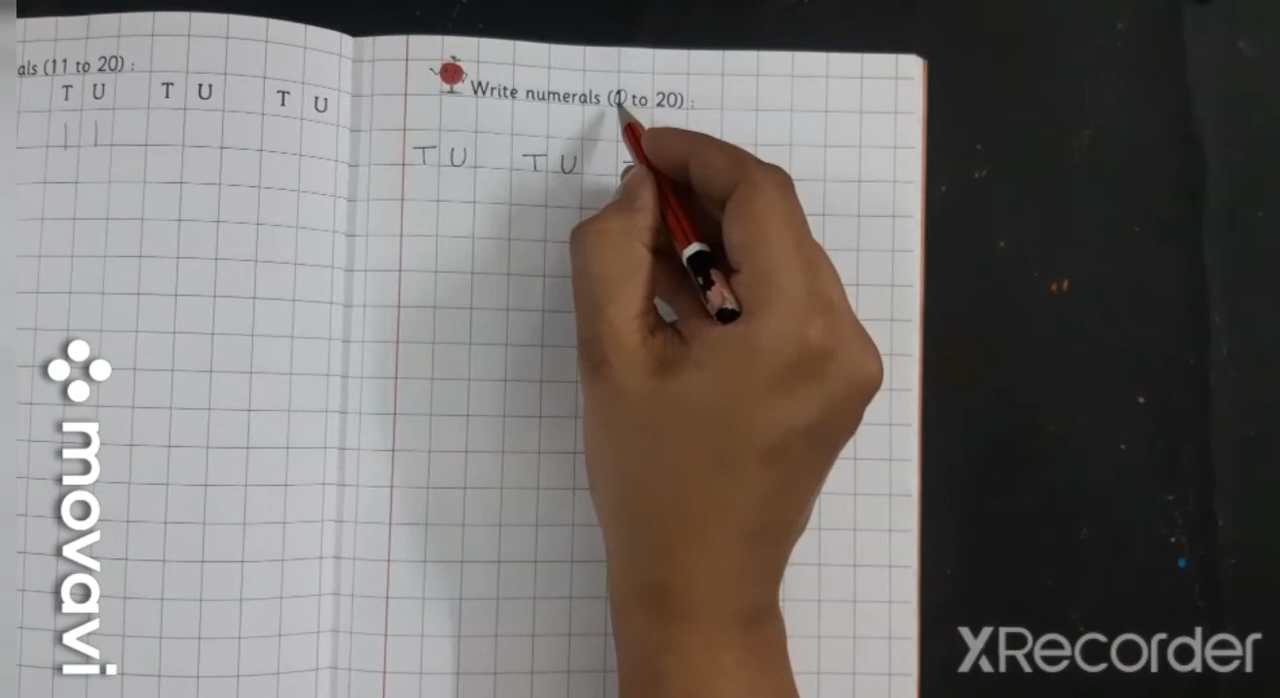 als (11 to 20) :
T U T U T U
1 1
Write numerals (1 to 20) :
T U T U
movavi
XRecorder